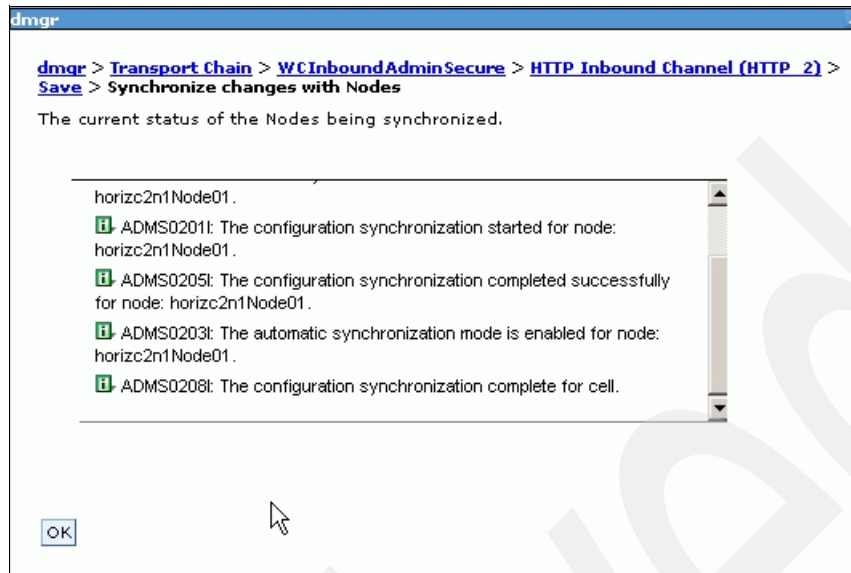 dmgr
dmgr > Transport Chain > WCInboundAdminSecure > HTTP Inbound Channel (HTTP_2) >
Save > Synchronize changes with Nodes
The current status of the Nodes being synchronized.
horizc2n1Node01.
ADMS0201I: The configuration synchronization started for node:
horizc2n1Node01.
ADMS0205I: The configuration synchronization completed successfully
for node: horizc2n1Node01.
ADMS0203I: The automatic synchronization mode is enabled for node:
horizc2n1Node01.
ADMS0208I: The configuration synchronization complete for cell.
OK